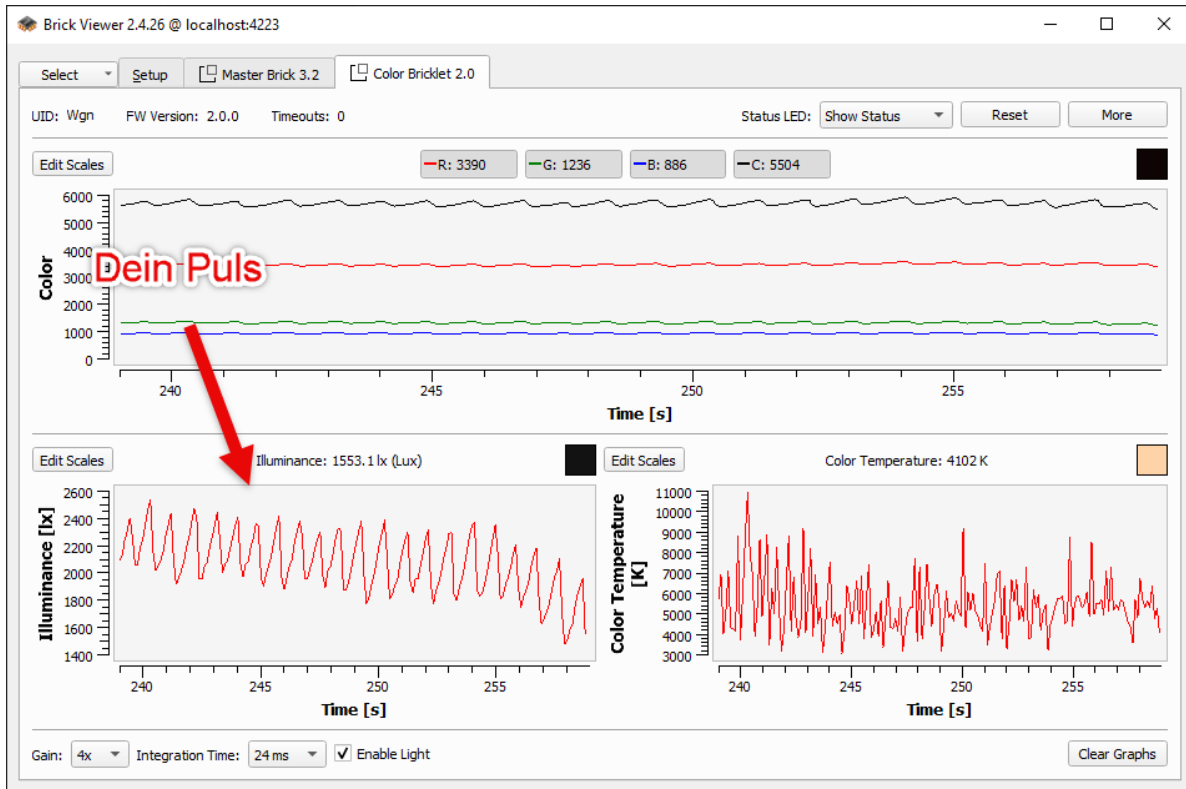 Brick Viewer 2.4.26 @ localhost:4223
Select Setup Master Brick 3.2 Color Bricklet 2.0
UID: Wgn FW Version: 2.0.0 Timeouts: 0 Status LED: Show Status Reset More
Edit Scales R: 3390 G: 1236 B: 886 C: 5504
Color
6000
5000
4000
3000
2000
1000
0
Dein Puls
240 245 250 255
Time [s]
Edit Scales Illuminance: 1553.1 lx (Lux)
Illuminance [lx]
2600
2400
2200
2000
1800
1600
1400
240 245 250 255
Time [s]
Edit Scales Color Temperature: 4102 K
Color Temperature
[K]
11000
10000
9000
8000
7000
6000
5000
4000
3000
240 245 250 255
Time [s]
Gain: 4x Integration Time: 24 ms Enable Light Clear Graphs